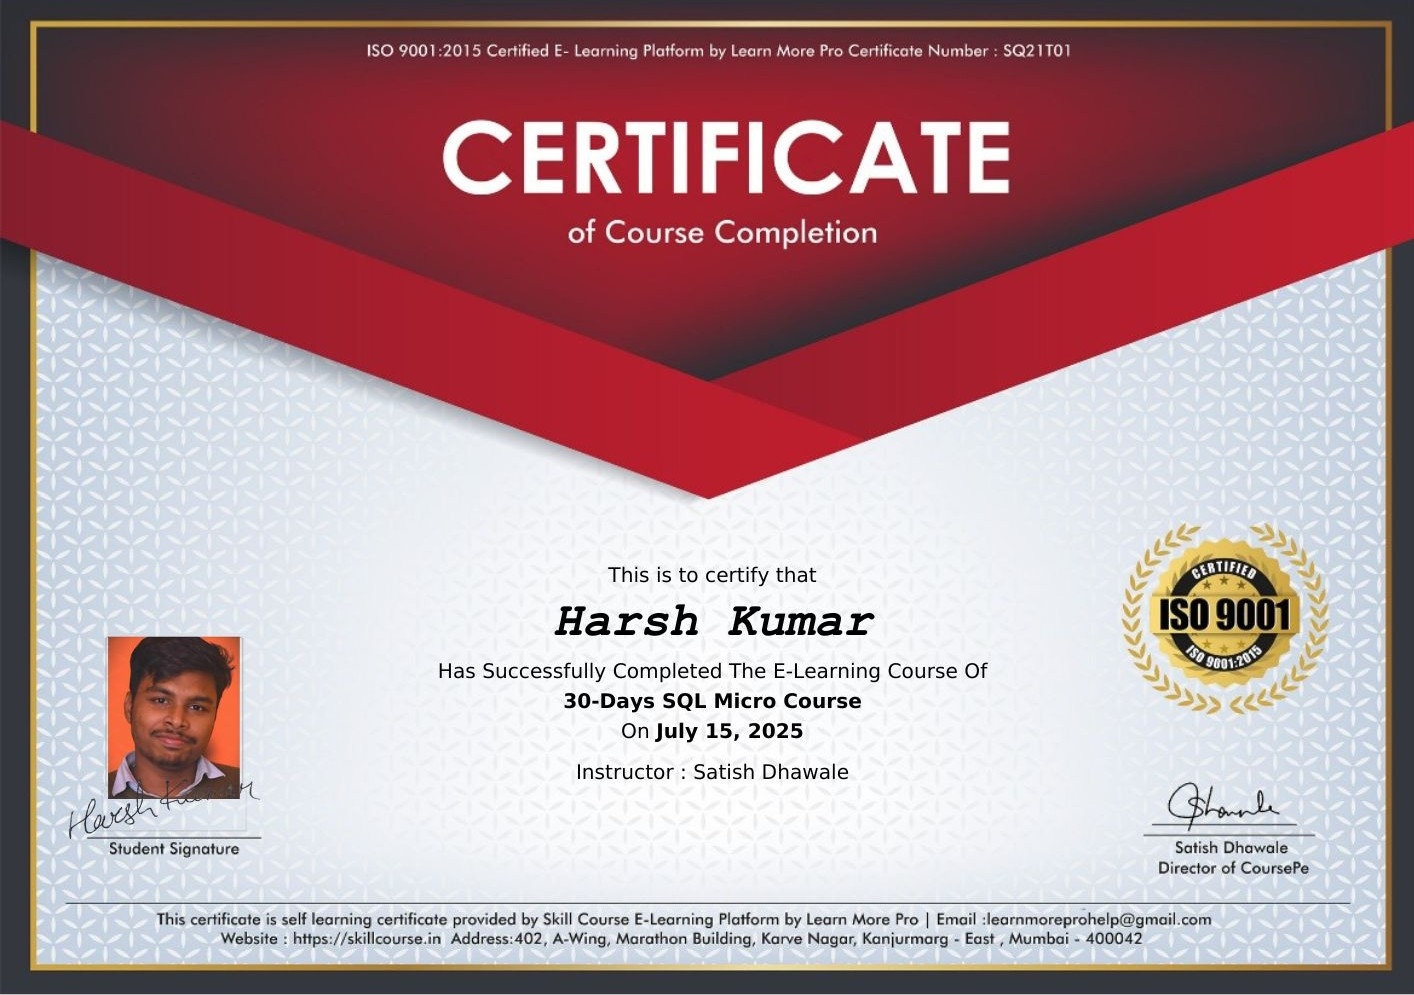 ISO 9001:2015 Certified E- Learning Platform by Learn More Pro Certificate Number : SQ21T01
CERTIFICATE
of Course Completion
This is to certify that
Harsh Kumar
Has Successfully Completed The E-Learning Course Of
30-Days SQL Micro Course
On July 15, 2025
Instructor : Satish Dhawale
CERTIFIED
ISO 9001
ISO 9001:2015
Harsh Kumar
Student Signature
Satish Dhawale
Director of CoursePe
This certificate is self learning certificate provided by Skill Course E-Learning Platform by Learn More Pro | Email :learnmoreprohelp@gmail.com
Website : https://skillcourse.in Address:402, A-Wing, Marathon Building, Karve Nagar, Kanjurmarg - East , Mumbai - 400042